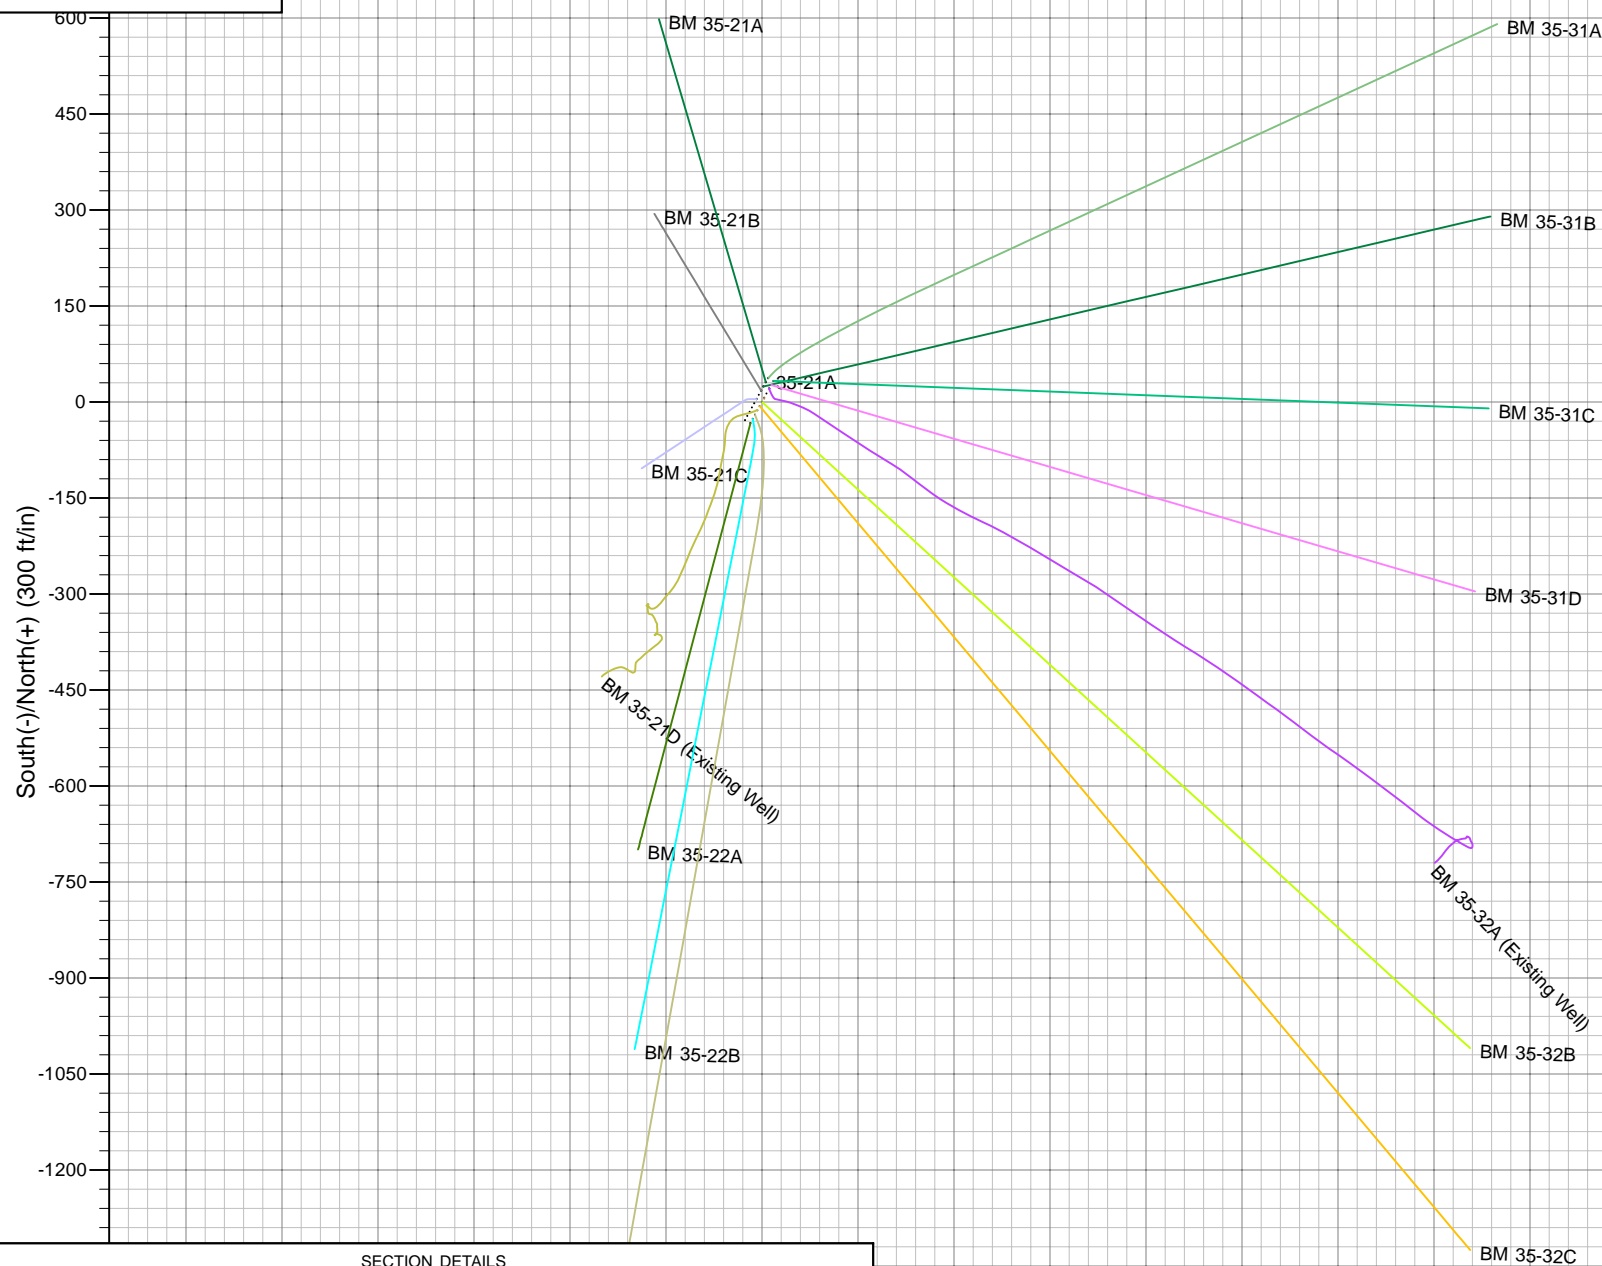 600
BM 35-21A
BM 35-31A
450
300
BM 35-21B
BM 35-31B
150
35-21A
0
BM 35-31C
BM 35-21C
-150
South(-)/North(+) (300 ft/in)
-300
BM 35-31D
-450
BM 35-21D (Existing Well)
-600
BM 35-22A
-750
BM 35-32A (Existing Well)
-900
BM 35-22B
BM 35-32B
-1050
-1200
BM 35-32C
SECTION DETAILS